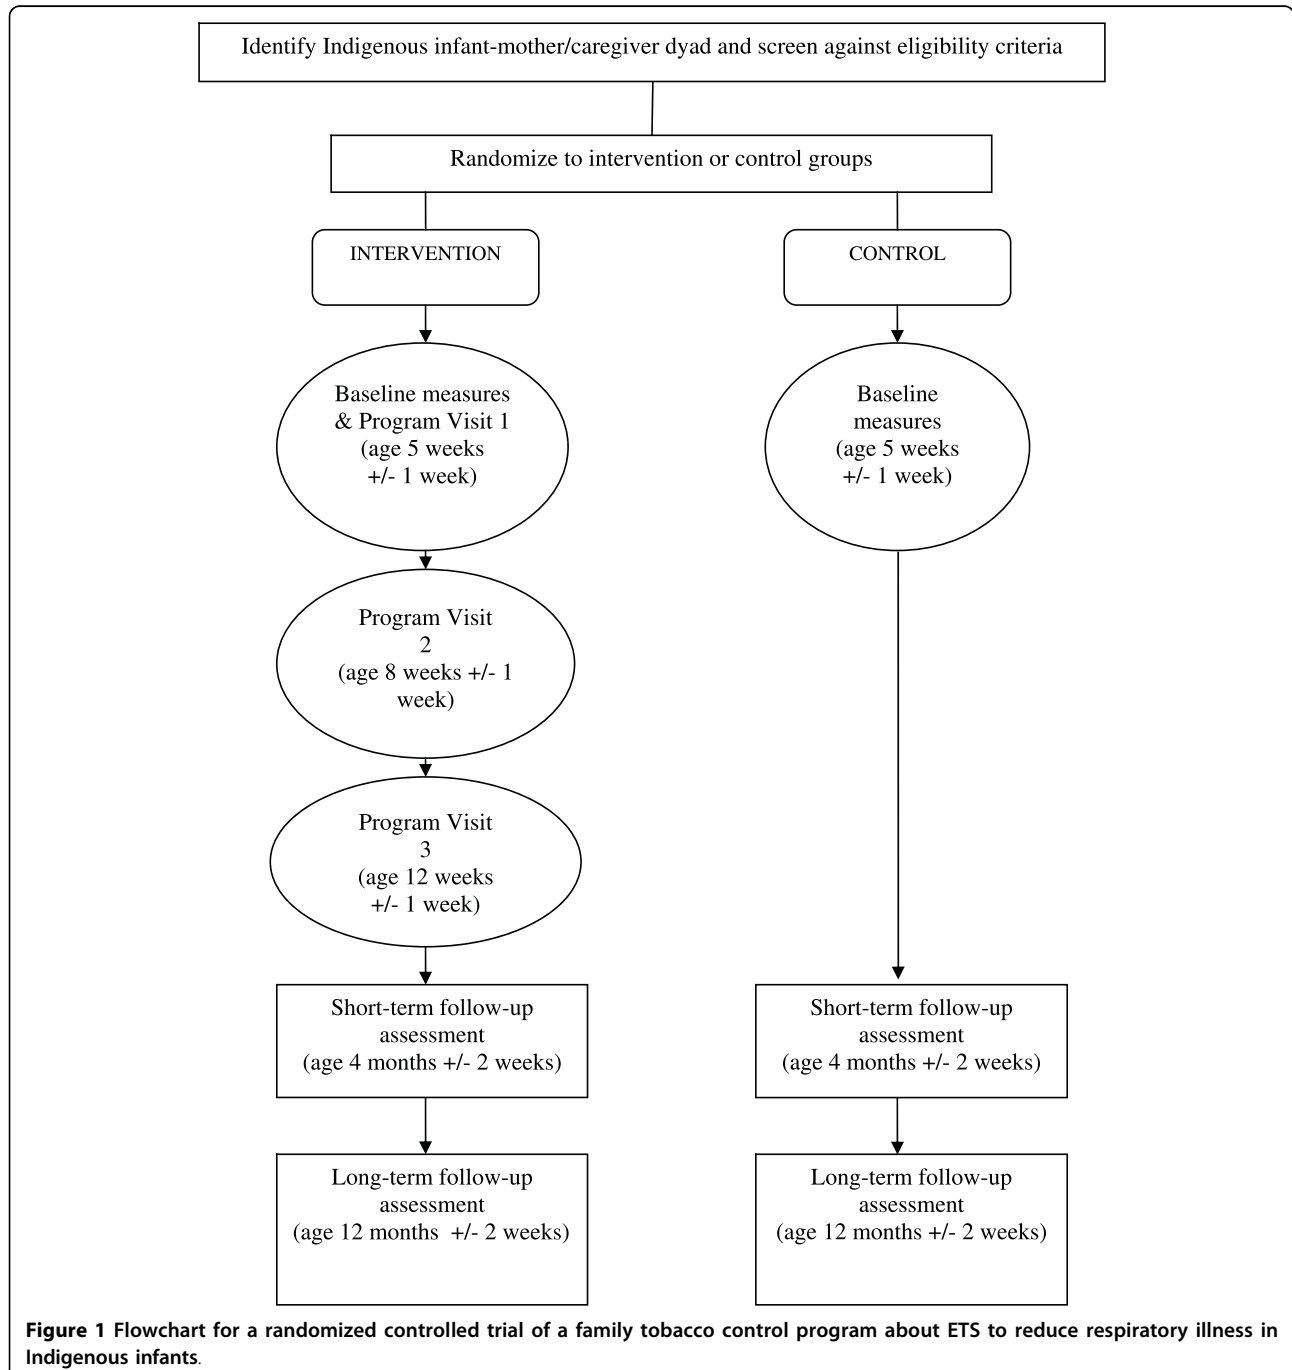 Identify Indigenous infant-mother/caregiver dyad and screen against eligibility criteria
Randomize to intervention or control groups
INTERVENTION
CONTROL
Baseline measures
& Program Visit 1
(age 5 weeks
+/- 1 week)
Baseline
measures
(age 5 weeks
+/- 1 week)
Program Visit
2
(age 8 weeks +/- 1
week)
Program Visit
3
(age 12 weeks
+/- 1 week)
Short-term follow-up
assessment
(age 4 months +/- 2 weeks)
Short-term follow-up
assessment
(age 4 months +/- 2 weeks)
Long-term follow-up
assessment
(age 12 months  +/- 2 weeks)
Long-term follow-up
assessment
(age 12 months +/- 2 weeks)
Figure 1 Flowchart for a randomized controlled trial of a family tobacco control program about ETS to reduce respiratory illness in
Indigenous infants.